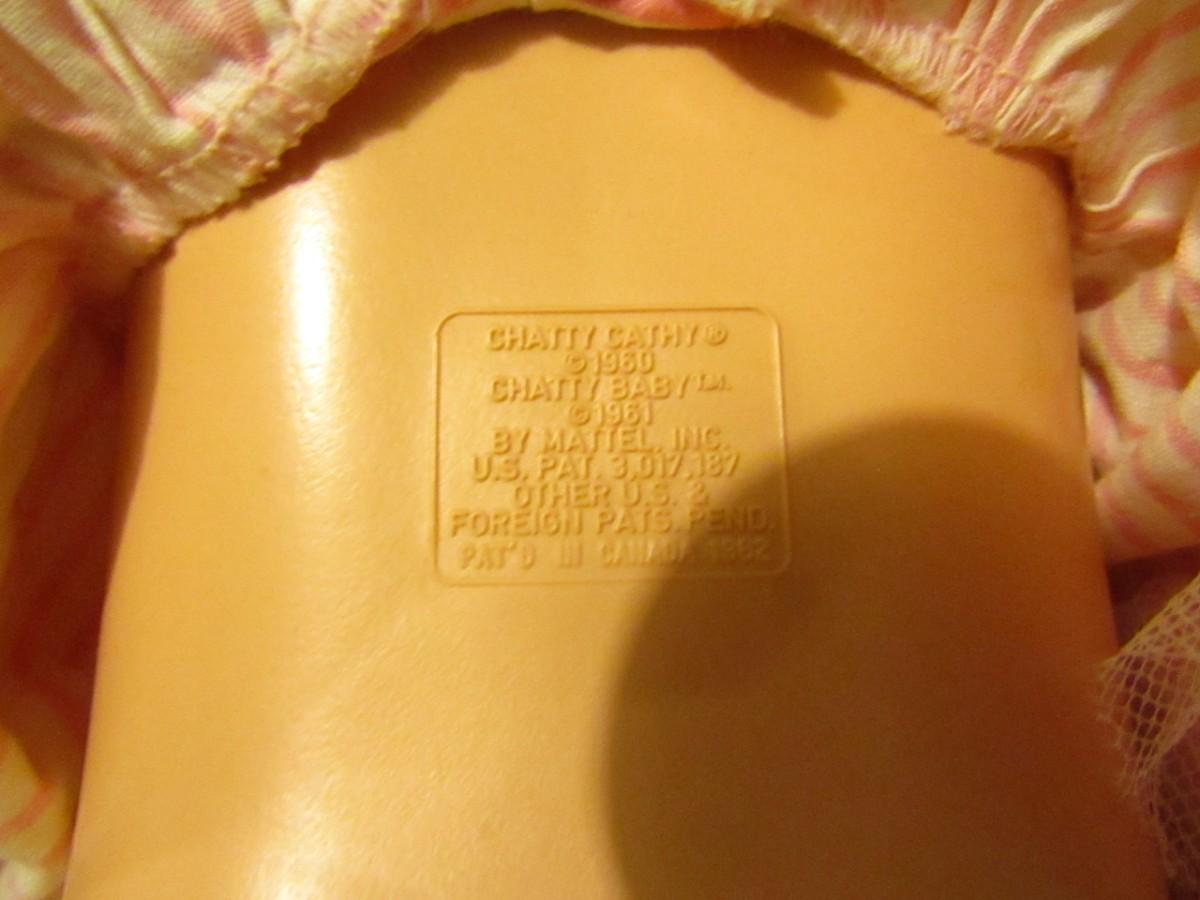 CHATTY CATHY ®
© 1960
CHATTY BABY T.M.
© 1961
BY MATTEL, INC.
U.S. PAT. 3,017,187
OTHER U.S. &
FOREIGN PATS. PEND.
PAT'D IN CANADA 1962